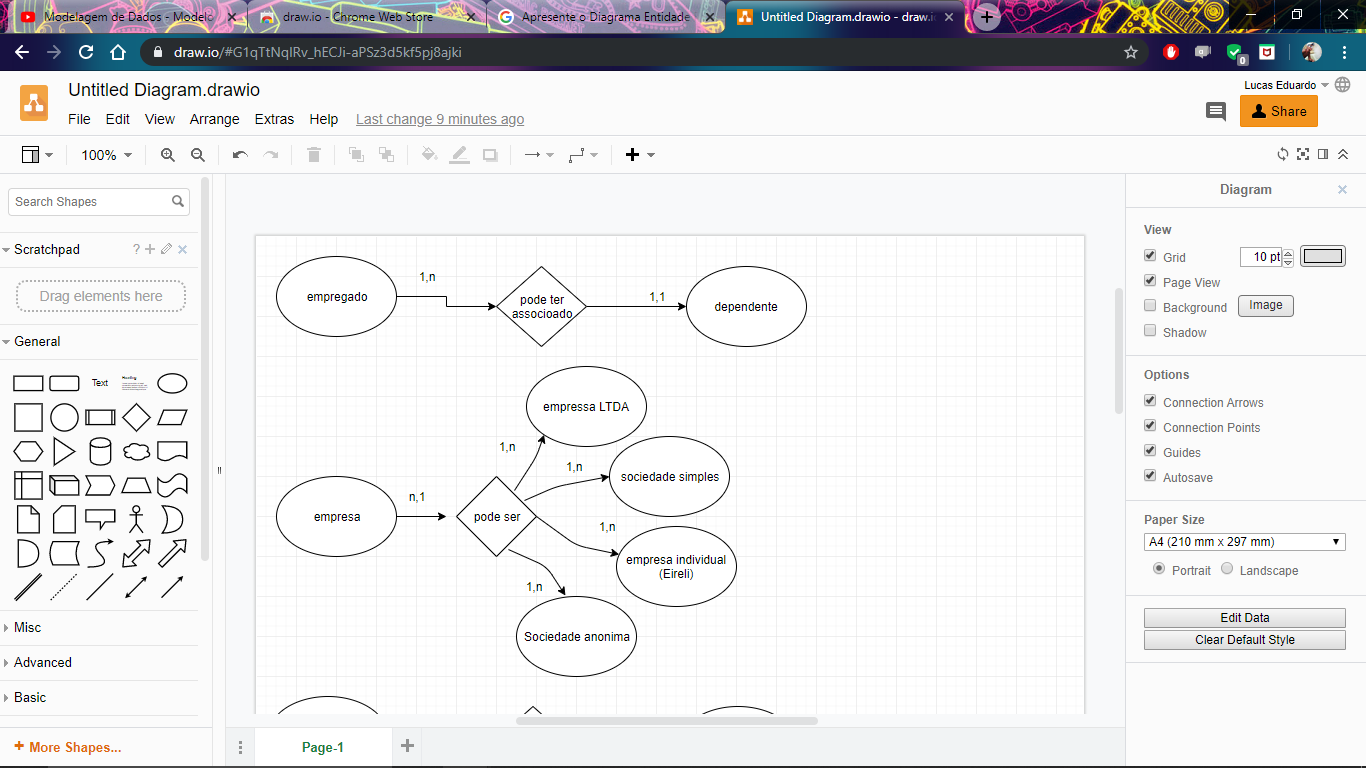 Modelagem de Dados - Modelo
draw.io - Chrome Web Store
Apresente o Diagrama Entidade
Untitled Diagram.drawio - draw.io
draw.io/#G1qTtNqIRv_hECJi-aPSz3d5kf5pj8ajki
0
Untitled Diagram.drawio
Lucas Eduardo
File Edit View Arrange Extras Help Last change 9 minutes ago
Share
100%
Search Shapes
Scratchpad
?
Drag elements here
General
Text
Heading
Misc
Advanced
Basic
More Shapes...
empregado
1,n
pode ter
associoado
1,1
dependente
empressa LTDA
1,n
1,n
sociedade simples
empresa
n,1
pode ser
1,n
empresa individual
(Eireli)
1,n
Sociedade anonima
Page-1
Diagram
View
Grid
10 pt
Page View
Background
Image
Shadow
Options
Connection Arrows
Connection Points
Guides
Autosave
Paper Size
A4 (210 mm x 297 mm)
Portrait Landscape
Edit Data
Clear Default Style